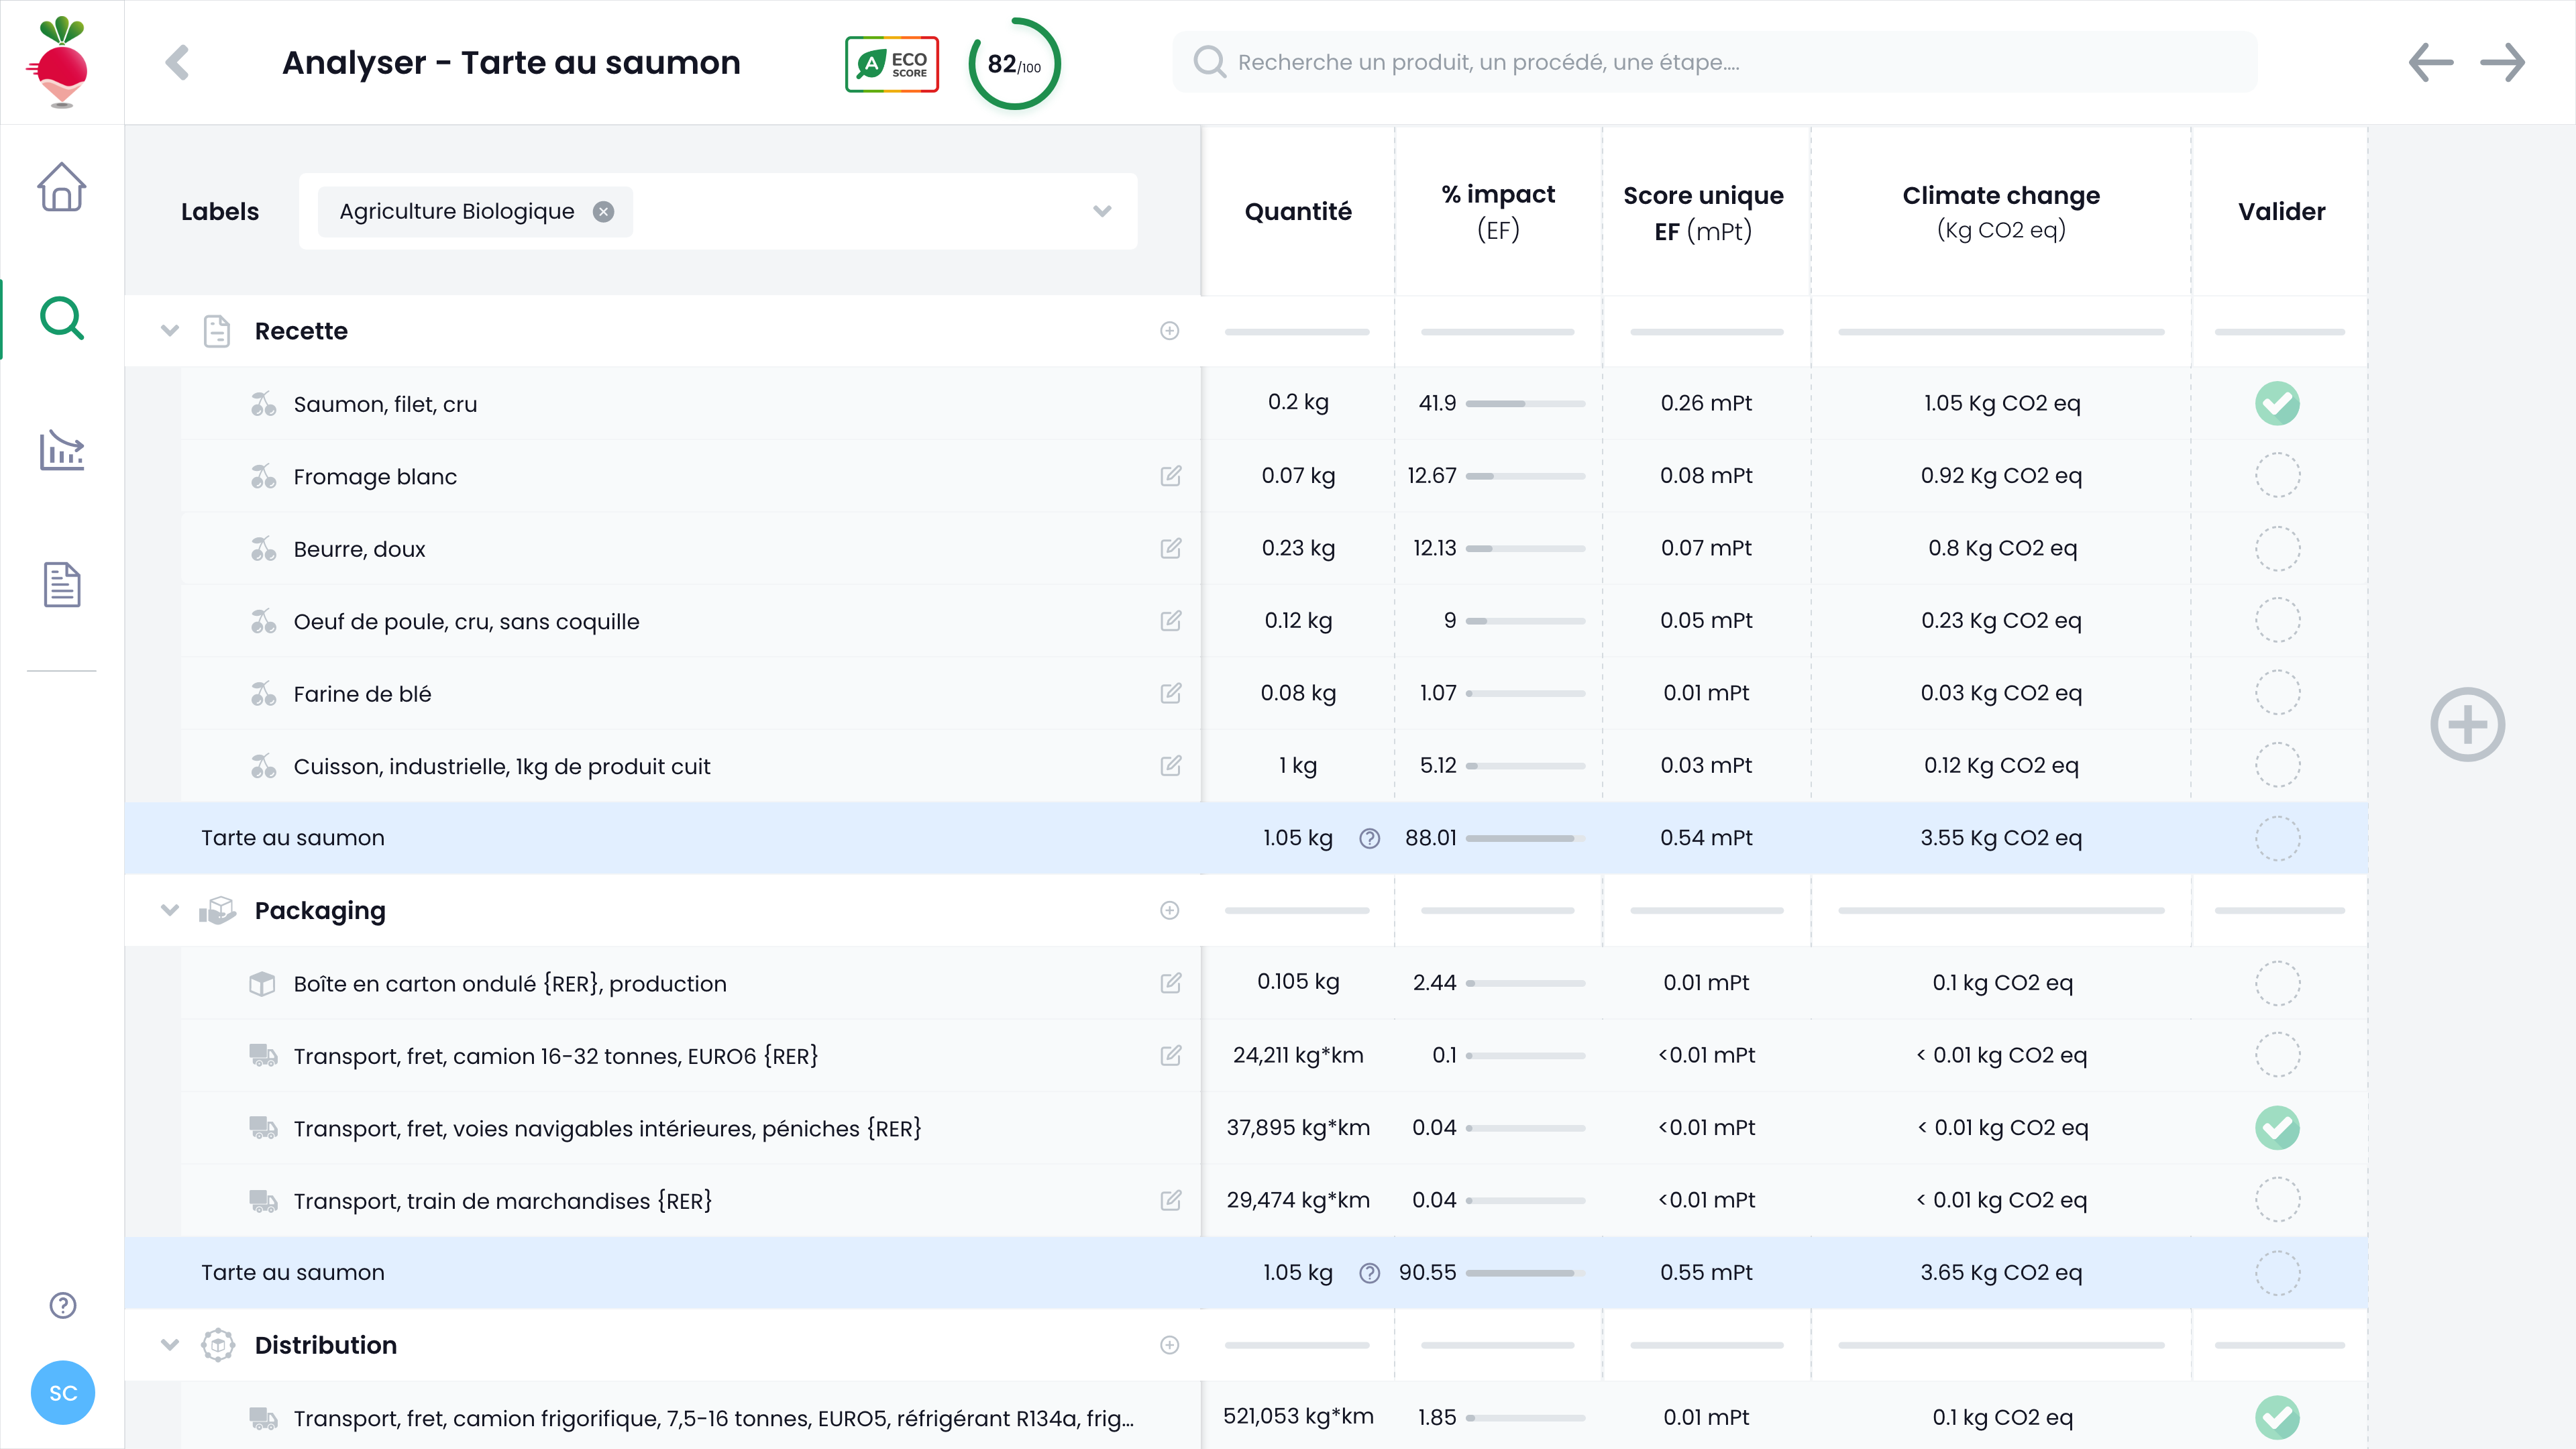 Analyser - Tarte au saumon
A ECO SCORE
82/100
Recherche un produit, un procédé, une étape....
Labels
Agriculture Biologique
Quantité
% impact
(EF)
Score unique
EF (mPt)
Climate change
(Kg CO2 eq)
Valider
Recette
Saumon, filet, cru 0.2 kg 41.9 0.26 mPt 1.05 Kg CO2 eq
Fromage blanc 0.07 kg 12.67 0.08 mPt 0.92 Kg CO2 eq
Beurre, doux 0.23 kg 12.13 0.07 mPt 0.8 Kg CO2 eq
Oeuf de poule, cru, sans coquille 0.12 kg 9 0.05 mPt 0.23 Kg CO2 eq
Farine de blé 0.08 kg 1.07 0.01 mPt 0.03 Kg CO2 eq
Cuisson, industrielle, 1kg de produit cuit 1 kg 5.12 0.03 mPt 0.12 Kg CO2 eq
Tarte au saumon 1.05 kg ? 88.01 0.54 mPt 3.55 Kg CO2 eq
Packaging
Boîte en carton ondulé {RER}, production 0.105 kg 2.44 0.01 mPt 0.1 kg CO2 eq
Transport, fret, camion 16-32 tonnes, EURO6 {RER} 24,211 kg*km 0.1 <0.01 mPt < 0.01 kg CO2 eq
Transport, fret, voies navigables intérieures, péniches {RER} 37,895 kg*km 0.04 <0.01 mPt < 0.01 kg CO2 eq
Transport, train de marchandises {RER} 29,474 kg*km 0.04 <0.01 mPt < 0.01 kg CO2 eq
Tarte au saumon 1.05 kg ? 90.55 0.55 mPt 3.65 Kg CO2 eq
Distribution
Transport, fret, camion frigorifique, 7,5-16 tonnes, EURO5, réfrigérant R134a, frig... 521,053 kg*km 1.85 0.01 mPt 0.1 kg CO2 eq
?
SC